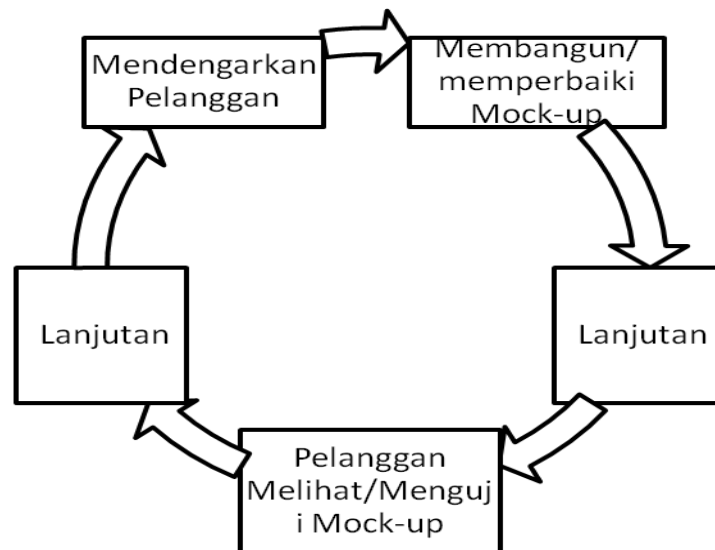 Mendengarkan
Pelanggan
Membangun/
memperbaiki
Mock-up
Lanjutan
Lanjutan
Pelanggan
Melihat/Menguj
i Mock-up